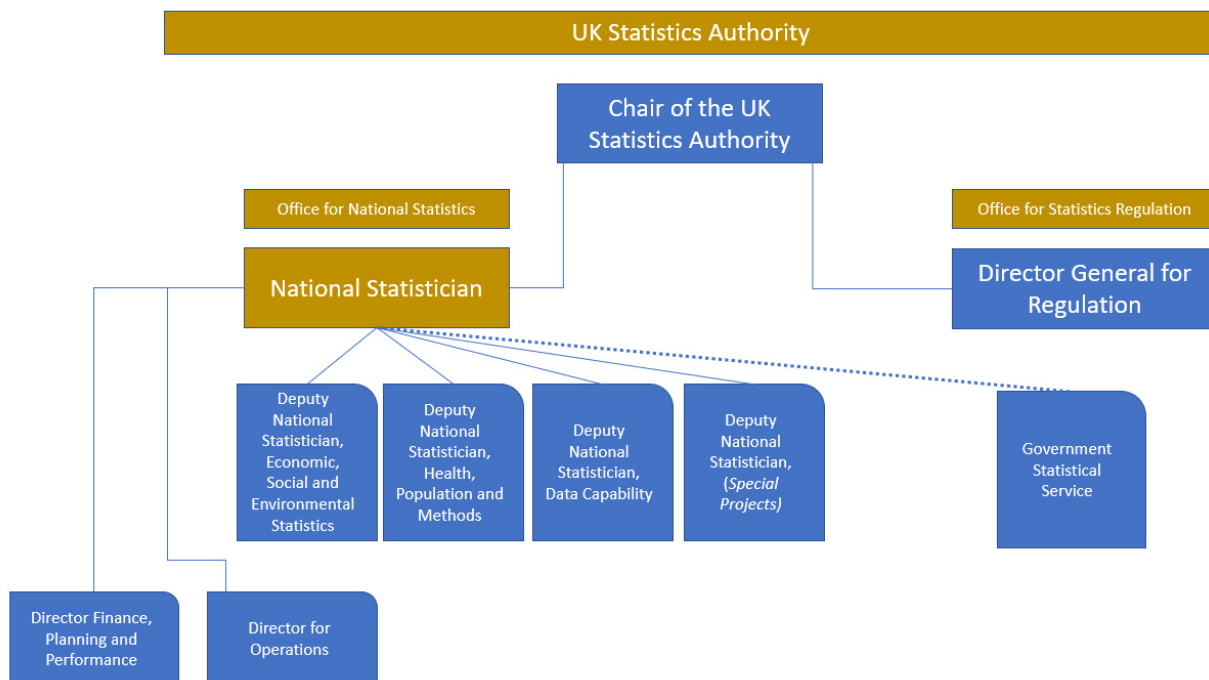 UK Statistics Authority
Chair of the UK
Statistics Authority
Office for National Statistics
Office for Statistics Regulation
National Statistician
Director General for
Regulation
Deputy
National
Statistician,
Economic,
Social and
Environmental
Statistics
Deputy
National
Statistician,
Health,
Population and
Methods
Deputy
National
Statistician,
Data Capability
Deputy
National
Statistician,
(Special
Projects)
Government
Statistical
Service
Director Finance,
Planning and
Performance
Director for
Operations